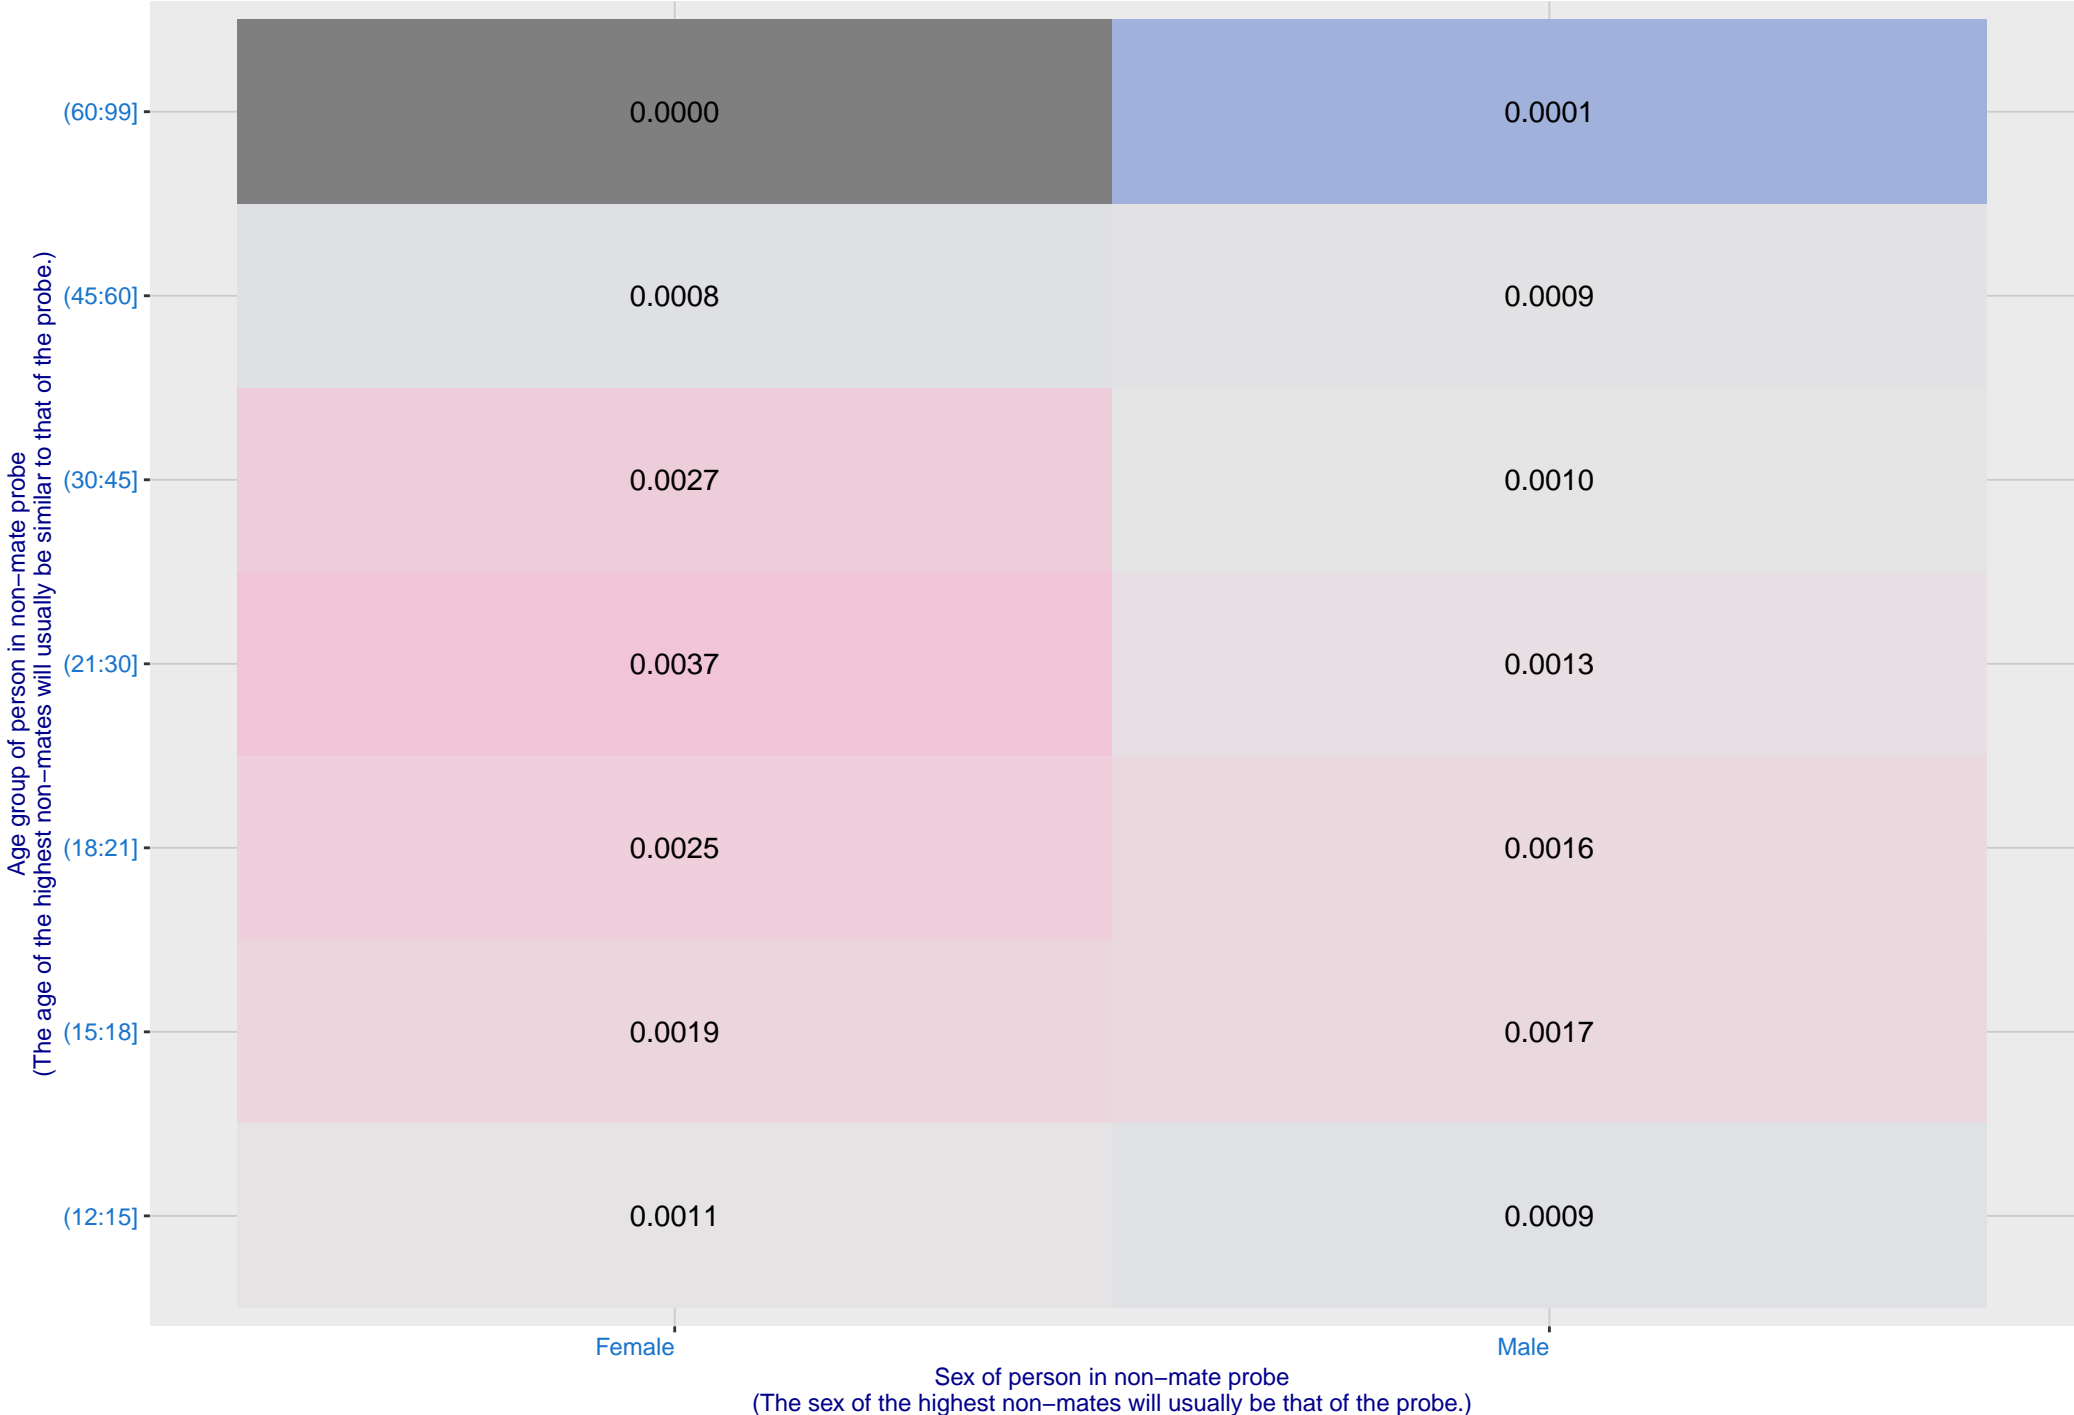 Age group of person in non−mate probe
(The age of the highest non−mates will usually be similar to that of the probe.)
(60:99] 0.0000 0.0001
(45:60] 0.0008 0.0009
(30:45] 0.0027 0.0010
(21:30] 0.0037 0.0013
(18:21] 0.0025 0.0016
(15:18] 0.0019 0.0017
(12:15] 0.0011 0.0009
Female Male
Sex of person in non−mate probe
(The sex of the highest non−mates will usually be that of the probe.)